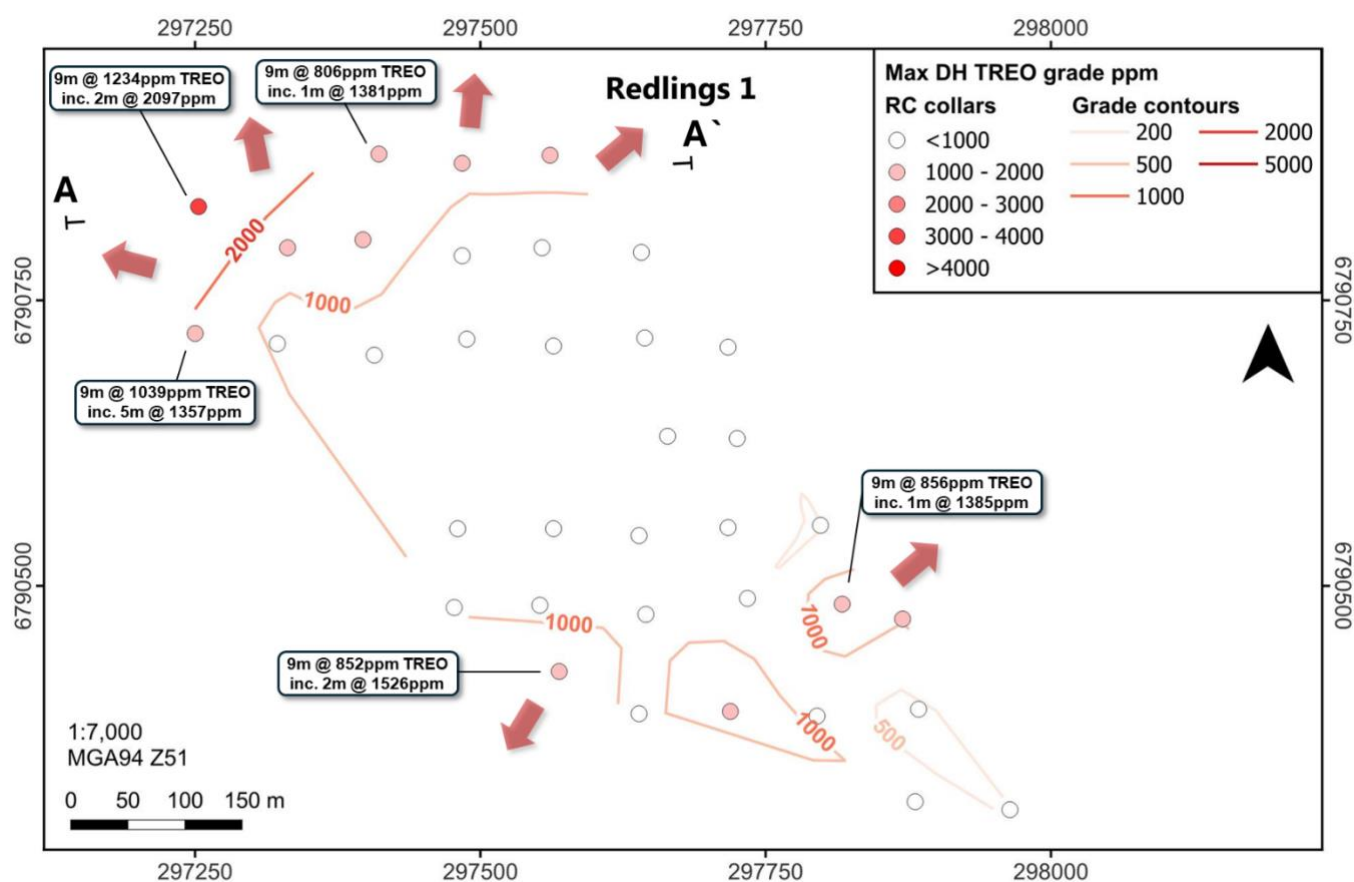 297250 297500 297750 298000
9m @ 1234ppm TREO
inc. 2m @ 2097ppm
9m @ 806ppm TREO
inc. 1m @ 1381ppm
Redlings 1
A
A`
Max DH TREO grade ppm
RC collars
<1000
1000 - 2000
2000 - 3000
3000 - 4000
>4000
Grade contours
200
500
1000
2000
5000
2000
1000
6790750
6790750
9m @ 1039ppm TREO
inc. 5m @ 1357ppm
9m @ 856ppm TREO
inc. 1m @ 1385ppm
6790500
6790500
1000
1000
9m @ 852ppm TREO
inc. 2m @ 1526ppm
1000
500
1:7,000
MGA94 Z51
0 50 100 150 m
297250 297500 297750 298000